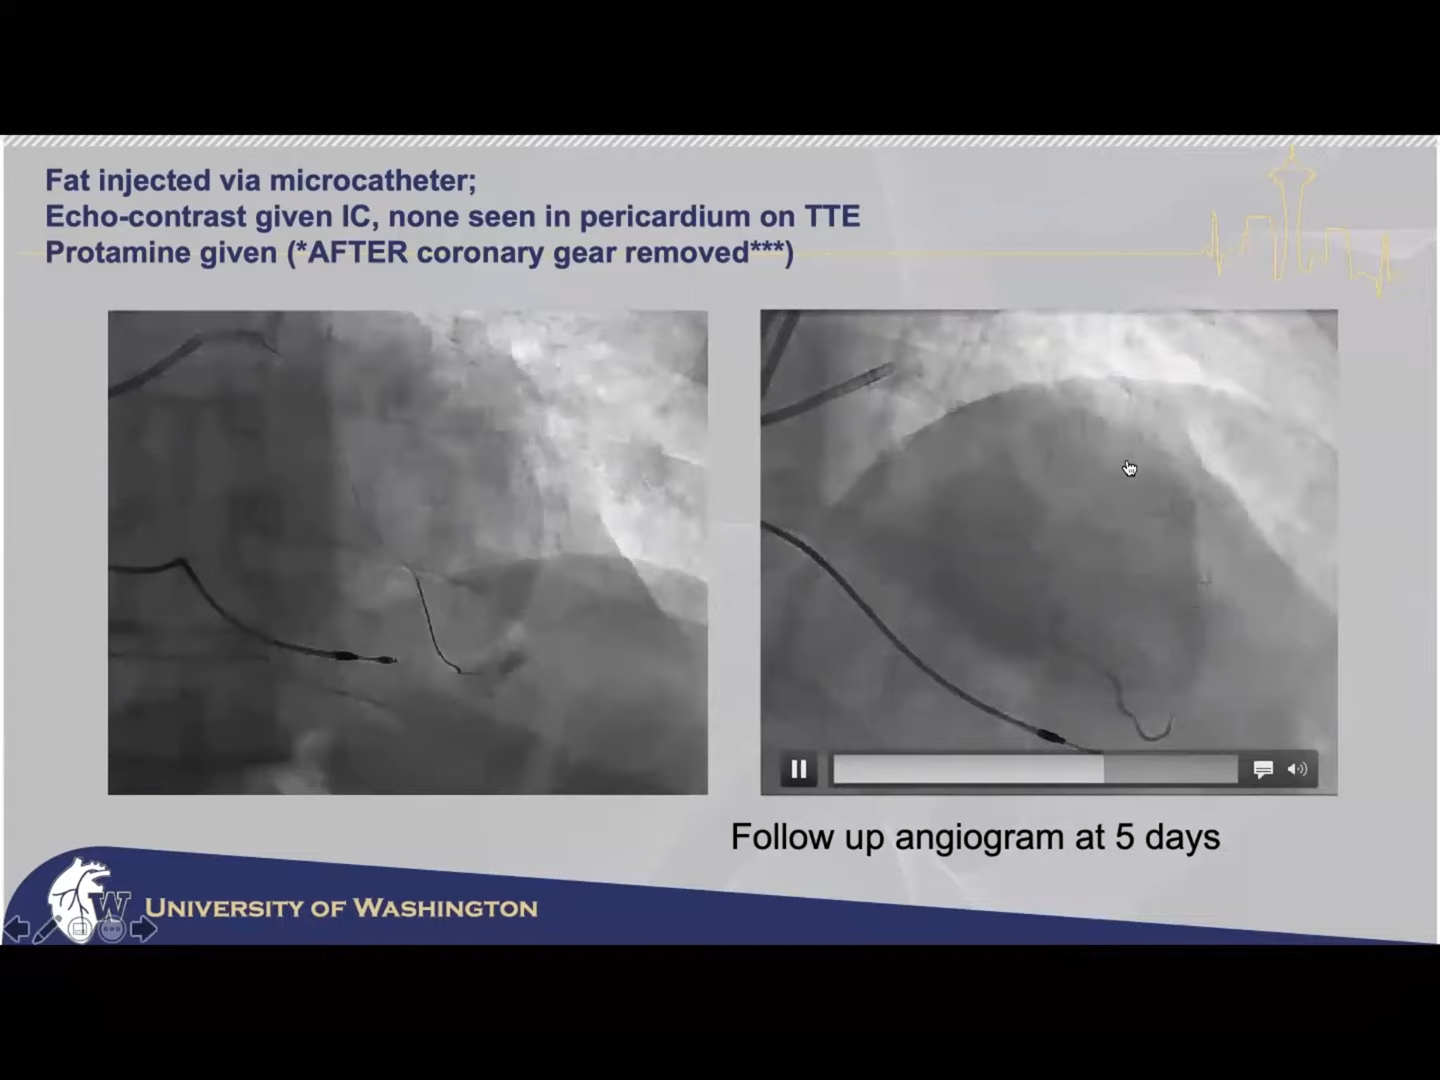 Fat injected via microcatheter;
Echo-contrast given IC, none seen in pericardium on TTE
Protamine given (*AFTER coronary gear removed***)
Follow up angiogram at 5 days
W
UNIVERSITY OF WASHINGTON